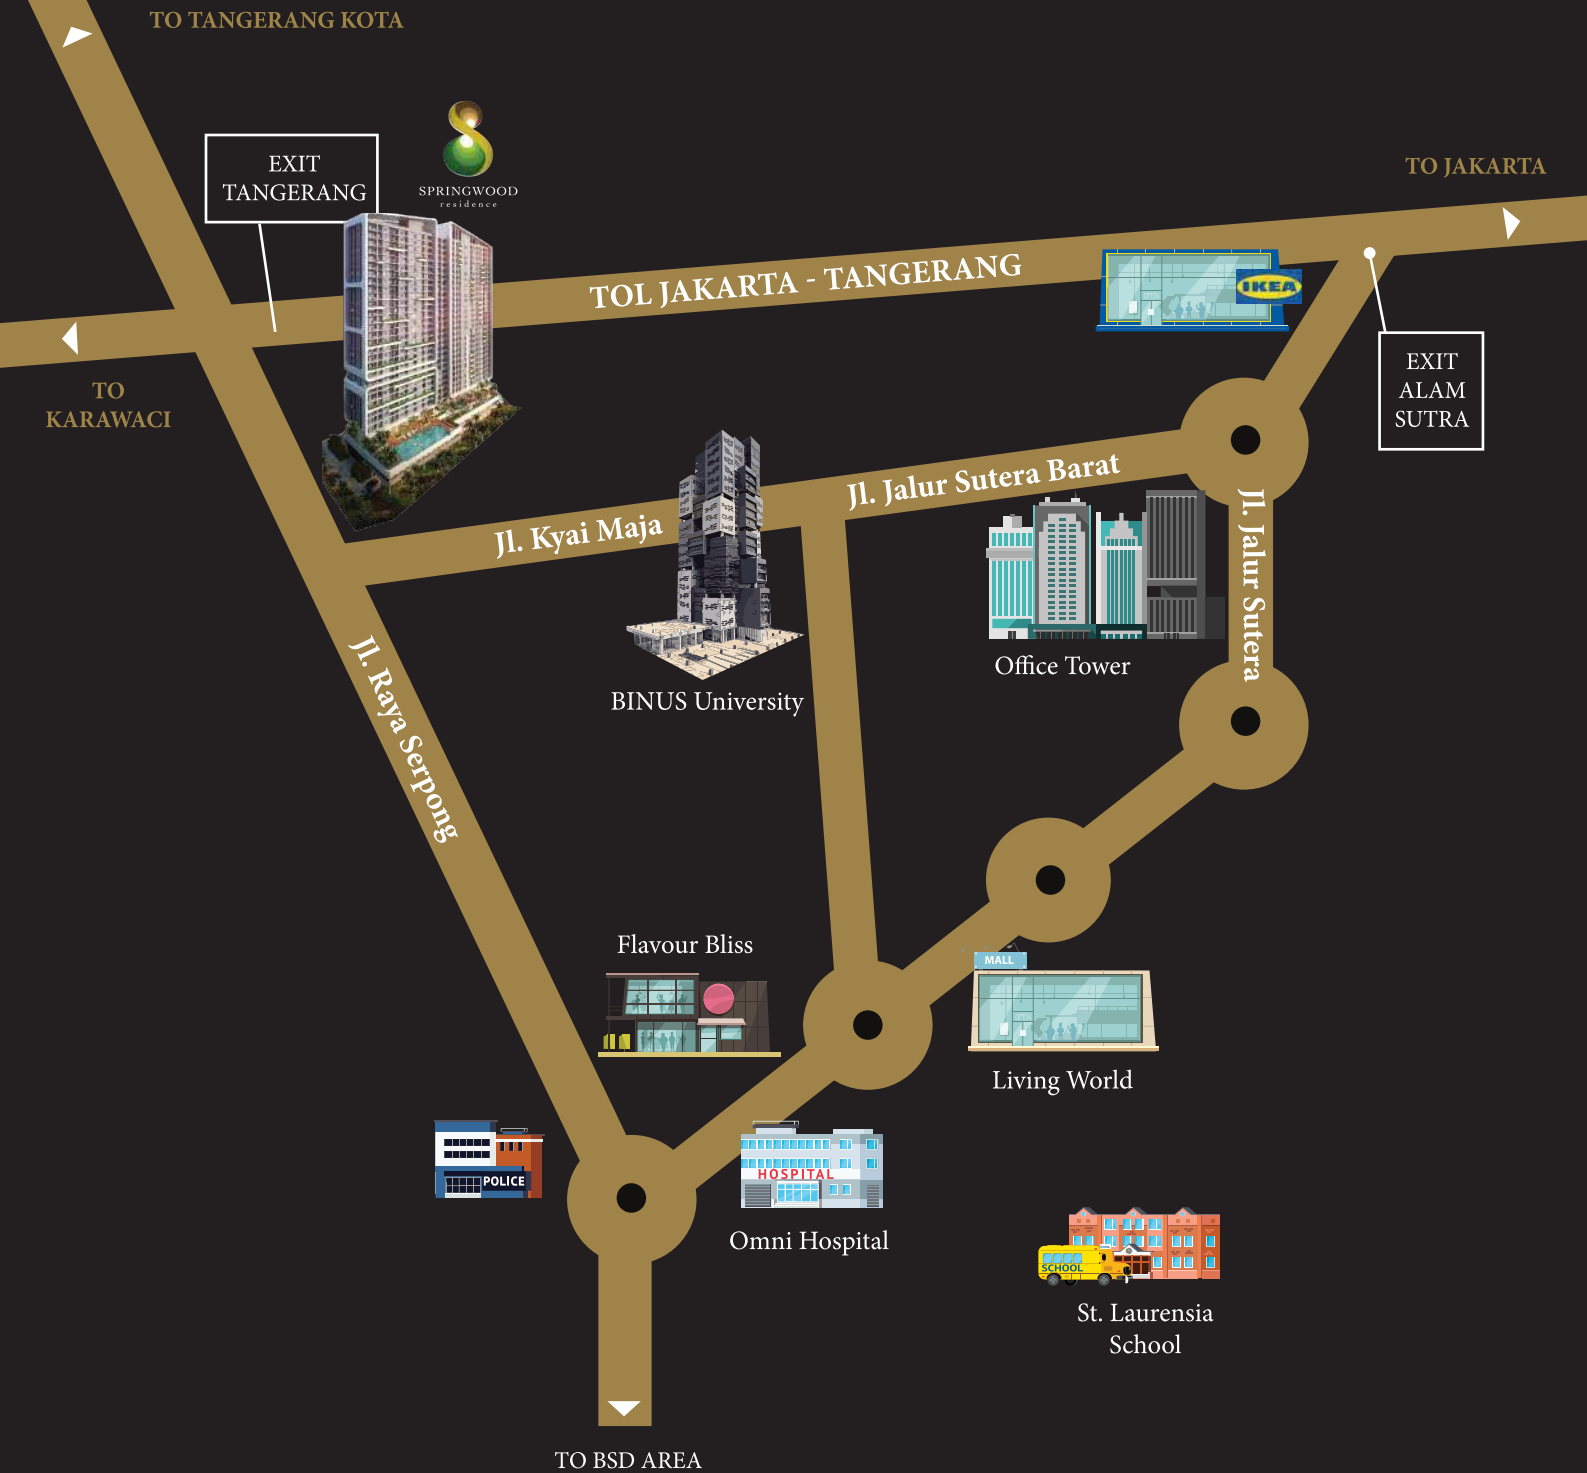 TO TANGERANG KOTA
EXIT
TANGERANG
SPRINGWOOD
residence
TO JAKARTA
TOL JAKARTA - TANGERANG
IKEA
TO
KARAWACI
EXIT
ALAM
SUTRA
Jl. Kyai Maja
Jl. Jalur Sutera Barat
Jl. Jalur Sutera
Office Tower
BINUS University
Jl. Raya Serpong
Flavour Bliss
MALL
Living World
POLICE
HOSPITAL
Omni Hospital
SCHOOL
St. Laurensia
School
TO BSD AREA